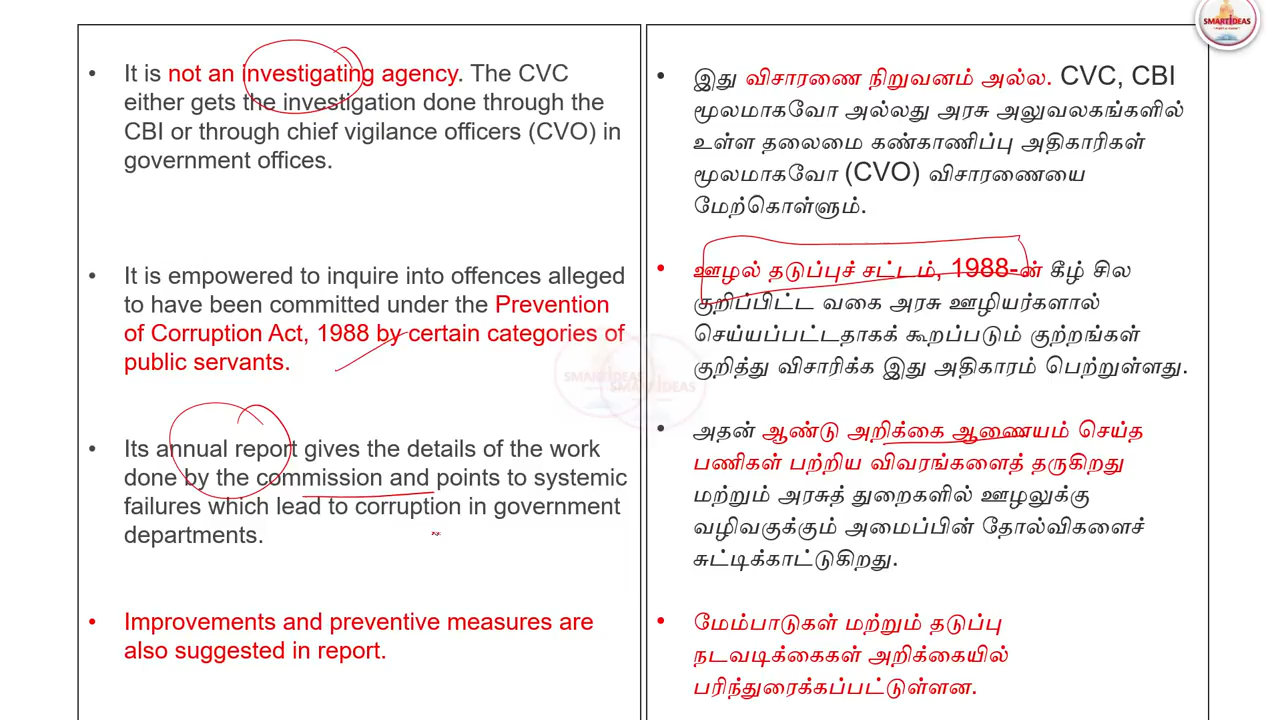 SMARTIDEAS
• It is not an investigating agency. The CVC
either gets the investigation done through the
CBI or through chief vigilance officers (CVO) in
government offices.
• It is empowered to inquire into offences alleged
to have been committed under the Prevention
of Corruption Act, 1988 by certain categories of
public servants.
• Its annual report gives the details of the work
done by the commission and points to systemic
failures which lead to corruption in government
departments.
• Improvements and preventive measures are
also suggested in report.
• இது விசாரணை நிறுவனம் அல்ல. CVC, CBI
மூலமாகவோ அல்லது அரசு அலுவலகங்களில்
உள்ள தலைமை கண்காணிப்பு அதிகாரிகள்
மூலமாகவோ (CVO) விசாரணையை
மேற்கொள்ளும்.
• ஊழல் தடுப்புச் சட்டம், 1988-ன் கீழ் சில
குறிப்பிட்ட வகை அரசு ஊழியர்களால்
செய்யப்பட்டதாகக் கூறப்படும் குற்றங்கள்
குறித்து விசாரிக்க இது அதிகாரம் பெற்றுள்ளது.
• அதன் ஆண்டு அறிக்கை ஆணையம் செய்த
பணிகள் பற்றிய விவரங்களைத் தருகிறது
மற்றும் அரசுத் துறைகளில் ஊழலுக்கு
வழிவகுக்கும் அமைப்பின் தோல்விகளைச்
சுட்டிக்காட்டுகிறது.
• மேம்பாடுகள் மற்றும் தடுப்பு
நடவடிக்கைகள் அறிக்கையில்
பரிந்துரைக்கப்பட்டுள்ளன.
SMART IDEAS
SMART IDEAS